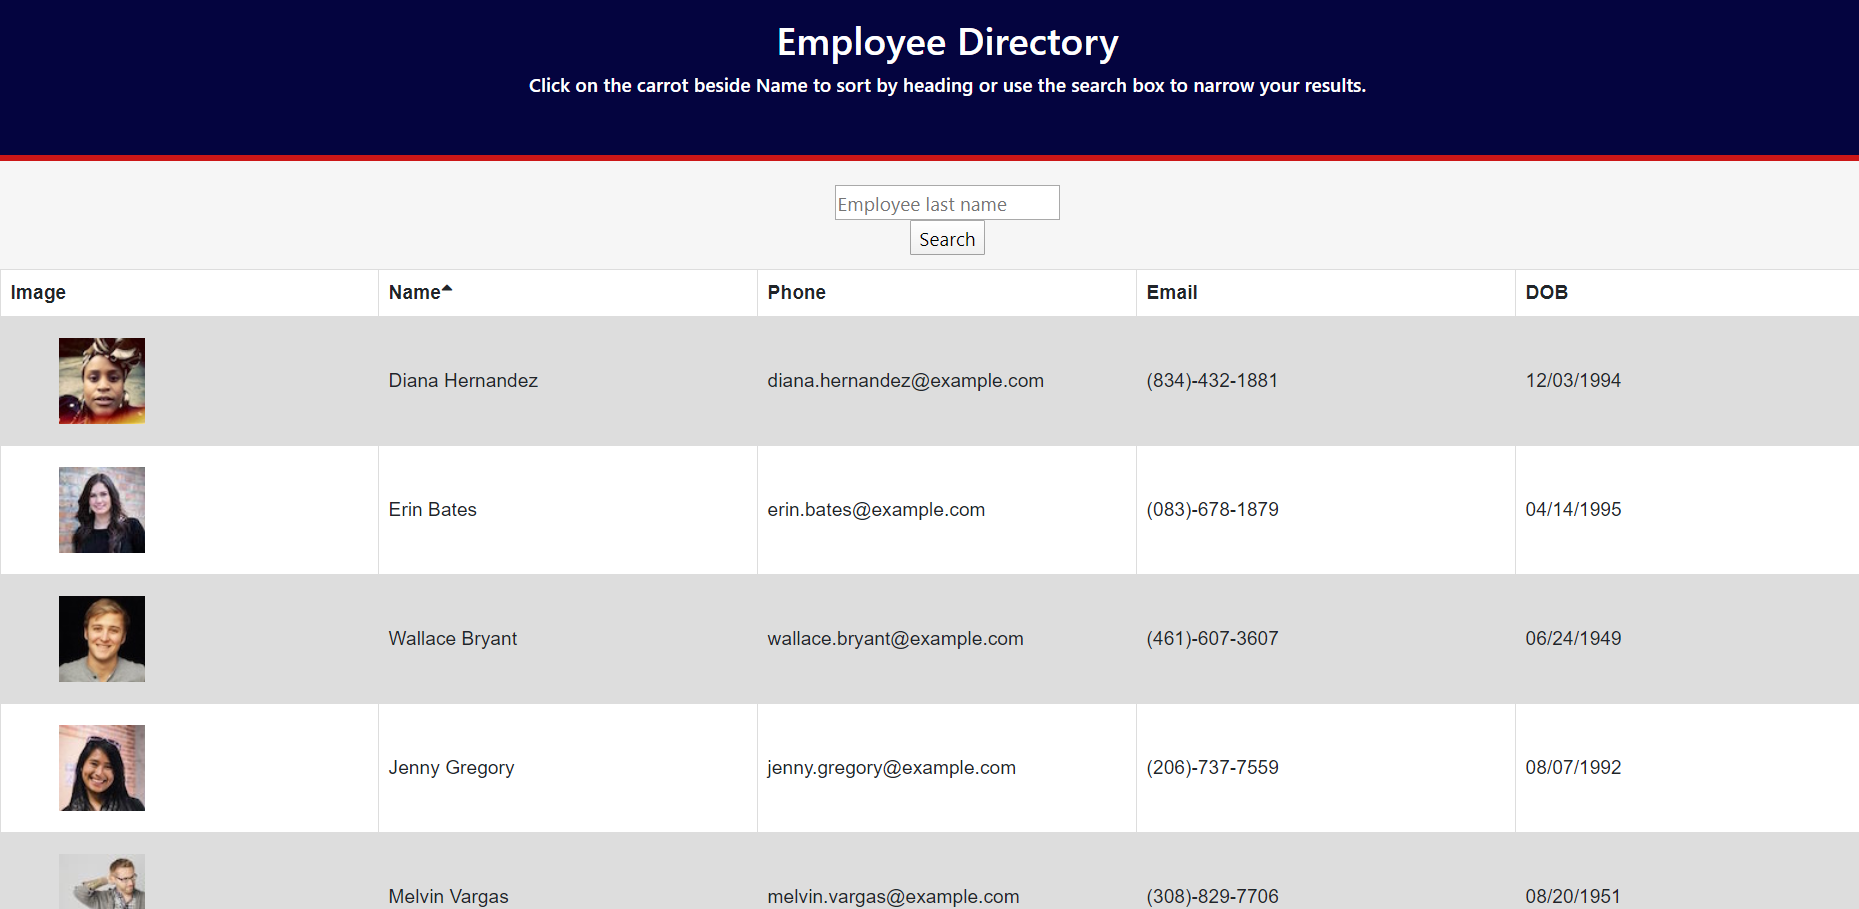 Employee Directory
Click on the carrot beside Name to sort by heading or use the search box to narrow your results.
Employee last name
Search
Image Name Phone Email DOB
Diana Hernandez diana.hernandez@example.com (834)-432-1881 12/03/1994
Erin Bates erin.bates@example.com (083)-678-1879 04/14/1995
Wallace Bryant wallace.bryant@example.com (461)-607-3607 06/24/1949
Jenny Gregory jenny.gregory@example.com (206)-737-7559 08/07/1992
Melvin Vargas melvin.vargas@example.com (308)-829-7706 08/20/1951